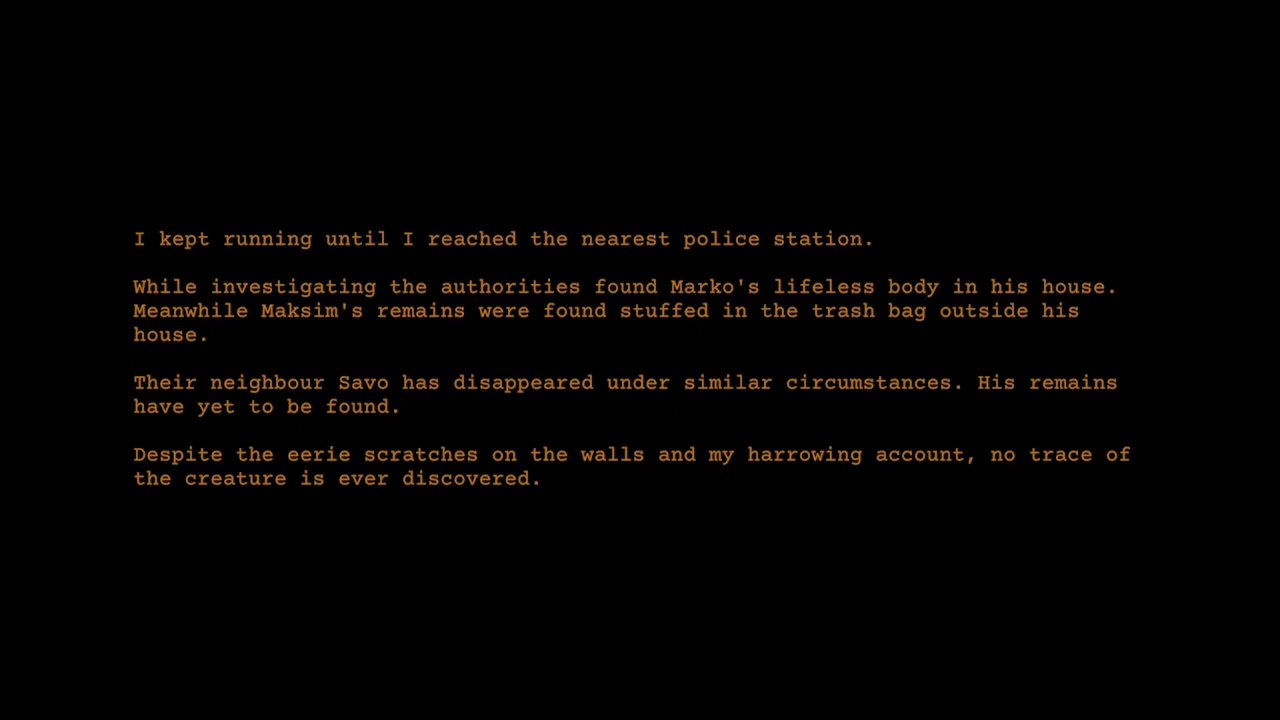 I kept running until I reached the nearest police station.
While investigating the authorities found Marko's lifeless body in his house.
Meanwhile Maksim's remains were found stuffed in the trash bag outside his
house.
Their neighbour Savo has disappeared under similar circumstances. His remains
have yet to be found.
Despite the eerie scratches on the walls and my harrowing account, no trace of
the creature is ever discovered.